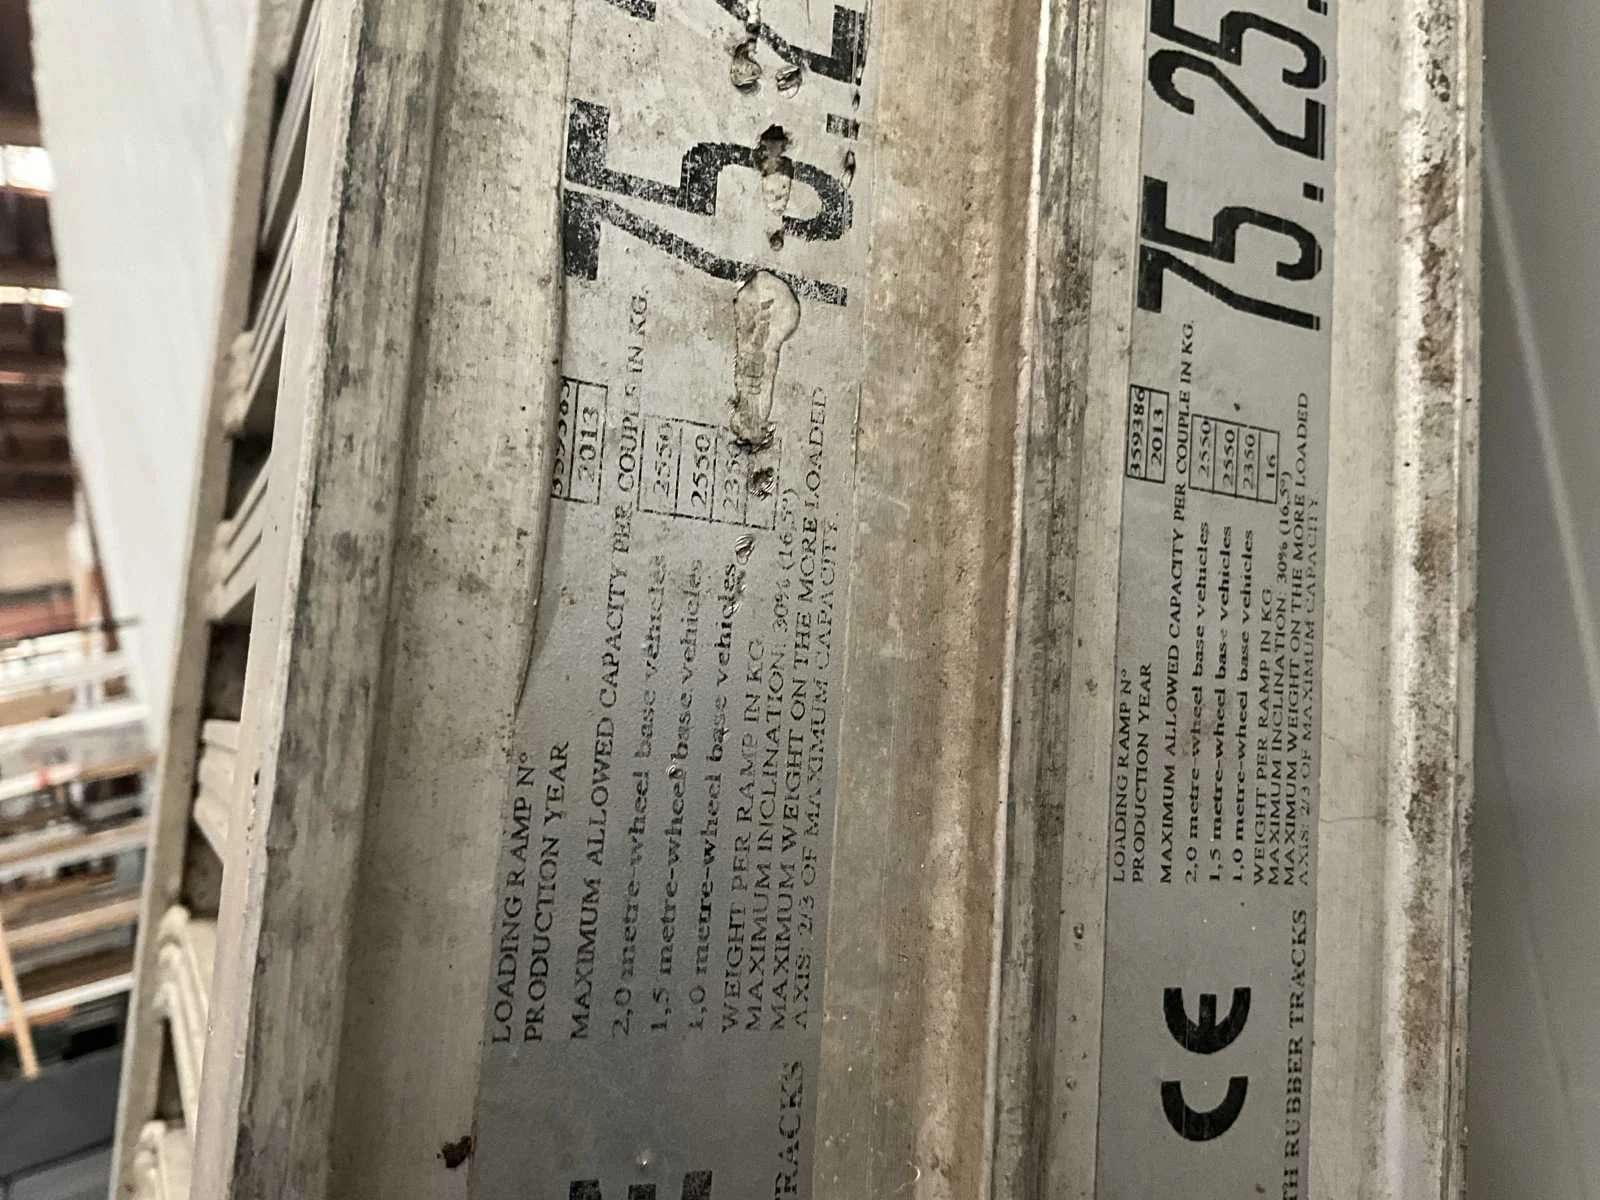 LOADING RAMP N°
PRODUCTION YEAR 2013
MAXIMUM ALLOWED CAPACITY PER COUPLE IN KG.
2,0 metre-wheel base vehicles 2550
1,5 metre-wheel base vehicles 2550
1,0 metre-wheel base vehicles 2350
WEIGHT PER RAMP IN KG
MAXIMUM INCLINATION: 30% (16,5°)
MAXIMUM WEIGHT ON THE MORE LOADED
AXIS: 2/3 OF MAXIMUM CAPACITY.
75.2
RACKS
LOADING RAMP N° 359386
PRODUCTION YEAR 2013
MAXIMUM ALLOWED CAPACITY PER COUPLE IN KG.
2,0 metre-wheel base vehicles 2550
1,5 metre-wheel base vehicles 2550
1,0 metre-wheel base vehicles 2350
WEIGHT PER RAMP IN KG 16
MAXIMUM INCLINATION: 30% (16,5°)
MAXIMUM WEIGHT ON THE MORE LOADED
AXIS: 2/3 OF MAXIMUM CAPACITY.
75.25.
CE
TH RUBBER TRACKS